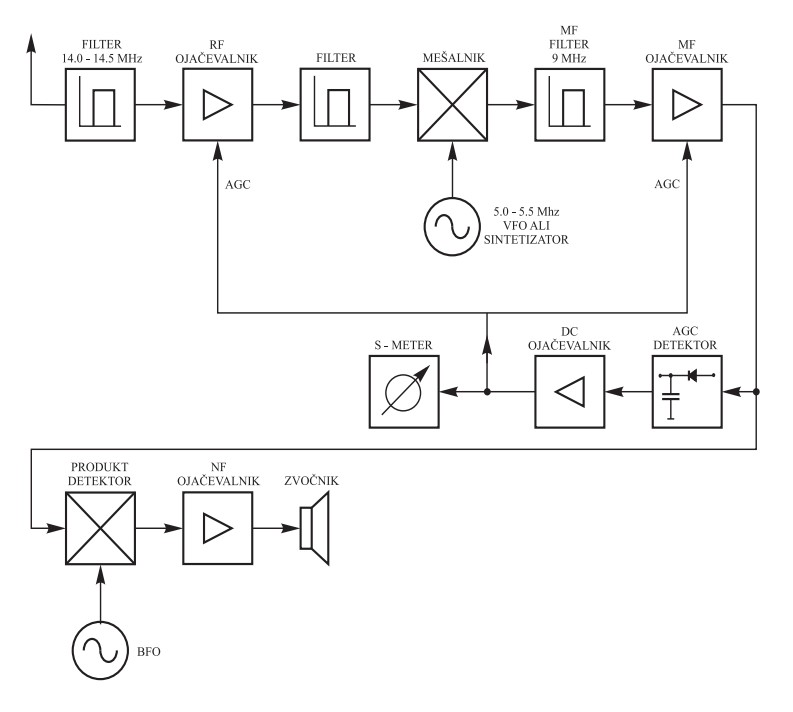 FILTER
14.0 - 14.5 MHz
RF
OJAČEVALNIK
FILTER
MEŠALNIK
MF
FILTER
9 MHz
MF
OJAČEVALNIK
AGC
AGC
5.0 - 5.5 Mhz
VFO ALI
SINTETIZATOR
S - METER
DC
OJAČEVALNIK
AGC
DETEKTOR
PRODUKT
DETEKTOR
NF
OJAČEVALNIK
ZVOČNIK
BFO